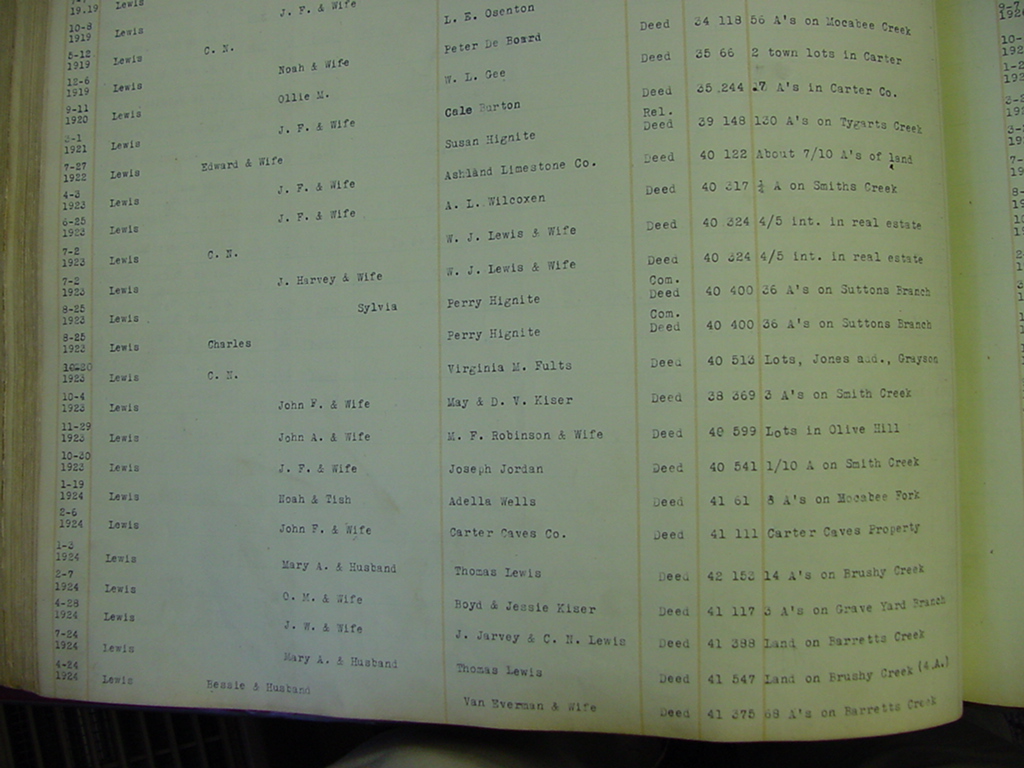 19.19 Lewis
10-8
1919 Lewis J. F. & Wife L. E. Osenton
5-12
1919 Lewis C. N. Peter De Board Deed 34 118 56 A's on Mocabee Creek
12-6
1919 Lewis Noah & Wife W. L. Gee Deed 35 66 2 town lots in Carter
9-11
1920 Lewis Ollie M. Cale Burton Deed 35 244 17 A's in Carter Co.
3-1
1921 Lewis J. F. & Wife Susan Hignite Rel.
Deed 39 148 130 A's on Tygarts Creek
7-27
1922 Lewis Edward & Wife Ashland Limestone Co. Deed 40 122 About 7/10 A's of land
4-3
1923 Lewis J. F. & Wife A. L. Wilcoxen Deed 40 317 ½ A on Smiths Creek
6-25
1923 Lewis J. F. & Wife W. J. Lewis & Wife Deed 40 324 4/5 int. in real estate
7-2
1923 Lewis C. N. W. J. Lewis & Wife Deed 40 324 4/5 int. in real estate
7-2
1923 Lewis J. Harvey & Wife Perry Hignite Com.
Deed 40 400 36 A's on Suttons Branch
8-25
1923 Lewis Sylvia Perry Hignite Com.
Deed 40 400 36 A's on Suttons Branch
8-25
1923 Lewis Charles Virginia M. Fults Deed 40 513 Lots, Jones add., Grayson
10-30
1923 Lewis C. N. May & D. V. Kiser Deed 38 369 3 A's on Smith Creek
10-4
1923 Lewis John F. & Wife M. F. Robinson & Wife Deed 40 599 Lots in Olive Hill
11-29
1923 Lewis John A. & Wife Joseph Jordan Deed 40 541 1/10 A on Smith Creek
10-30
1923 Lewis J. F. & Wife Adella Wells Deed 41 61 8 A's on Mocabee Fork
1-19
1924 Lewis Noah & Tish Carter Caves Co. Deed 41 111 Carter Caves Property
2-6
1924 Lewis John F. & Wife Thomas Lewis Deed 42 153 14 A's on Brushy Creek
1-3
1924 Lewis Mary A. & Husband Boyd & Jessie Kiser Deed 41 117 3 A's on Grave Yard Branch
2-7
1924 Lewis O. M. & Wife J. Jarvey & C. N. Lewis Deed 41 388 Land on Barretts Creek
4-28
1924 Lewis J. W. & Wife Thomas Lewis Deed 41 547 Land on Brushy Creek (4.A.)
7-24
1924 Lewis Mary A. & Husband Van Everman & Wife Deed 41 375 68 A's on Barretts Creek
4-24
1924 Lewis Bessie & Husband